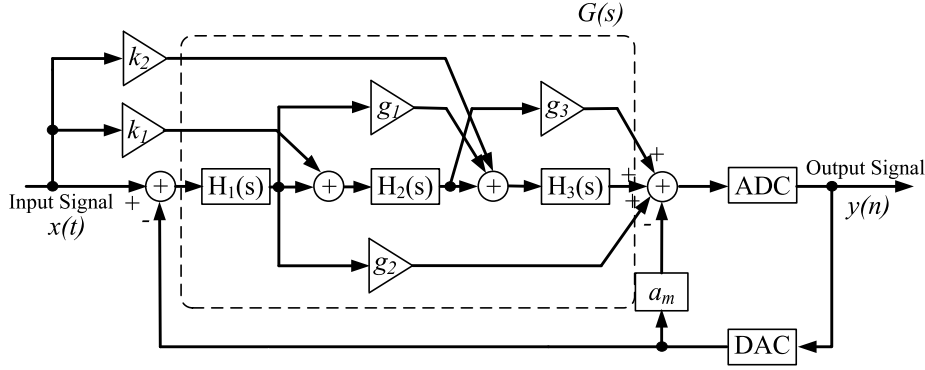 G(s)
k₂
g₁
g₃
k₁
+
+
Input Signal
x(t)
+
-
+
H₁(s)
+
H₂(s)
+
H₃(s)
+
+
+
-
ADC
Output Signal
y(n)
g₂
aₘ
DAC